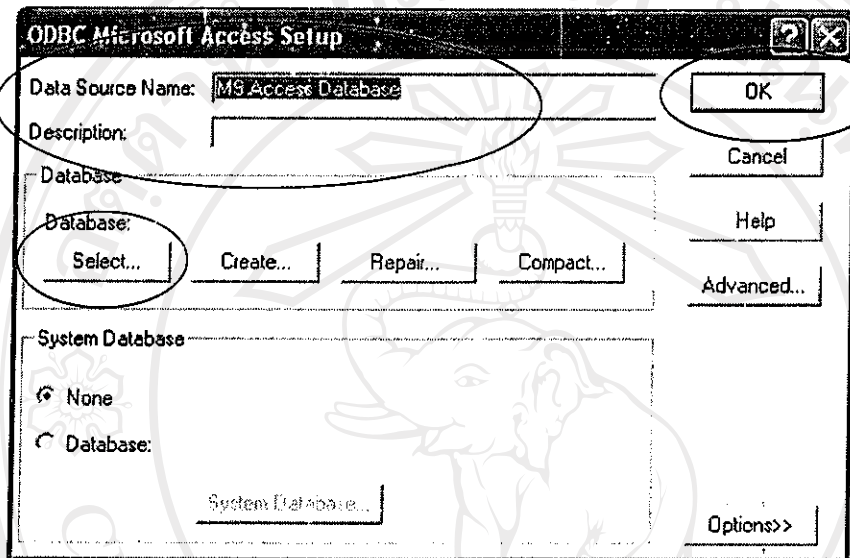 ODBC Microsoft Access Setup
Data Source Name: MS Access Database
OK
Description:
Cancel
Database
Database:
Help
Select... Create... Repair... Compact...
Advanced...
System Database
None
Database:
System Database...
Options>>